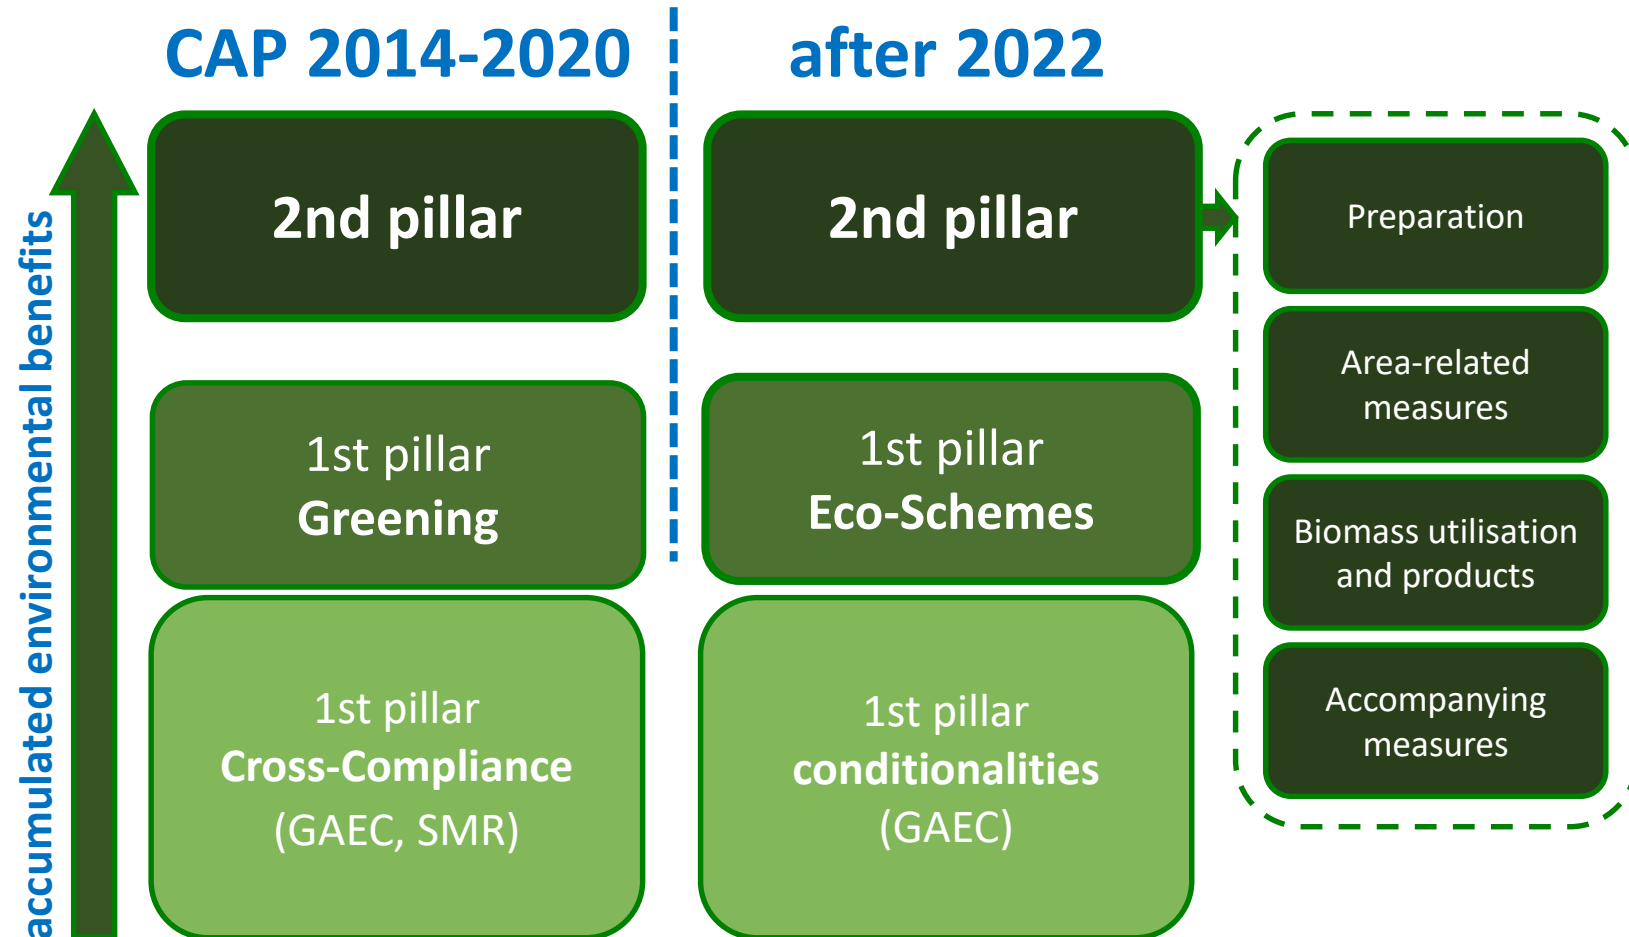 CAP 2014-2020
after 2022
accumulated environmental benefits
2nd pillar
1st pillar
Greening
1st pillar
Cross-Compliance
(GAEC, SMR)
2nd pillar
1st pillar
Eco-Schemes
1st pillar
conditionalities
(GAEC)
Preparation
Area-related
measures
Biomass utilisation
and products
Accompanying
measures